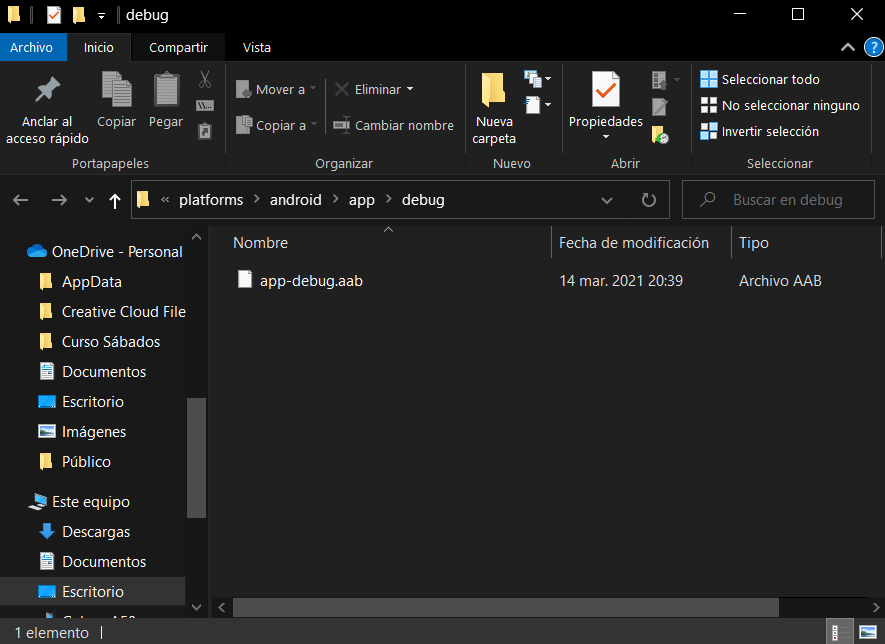 debug
Archivo Inicio Compartir Vista
Anclar al
acceso rápido
Copiar
Pegar
Portapapeles
Mover a
Copiar a
Eliminar
Cambiar nombre
Organizar
Nueva
carpeta
Nuevo
Propiedades
Abrir
Seleccionar todo
No seleccionar ninguno
Invertir selección
Seleccionar
« platforms > android > app > debug
Buscar en debug
OneDrive - Personal
AppData
Creative Cloud File
Curso Sábados
Documentos
Escritorio
Imágenes
Público
Este equipo
Descargas
Documentos
Escritorio
Nombre Fecha de modificación Tipo
app-debug.aab 14 mar. 2021 20:39 Archivo AAB
1 elemento